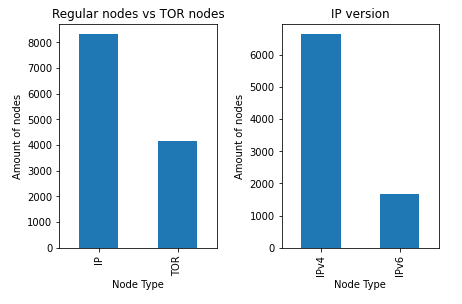 Regular nodes vs TOR nodes
Amount of nodes
8000
7000
6000
5000
4000
3000
2000
1000
0
IP
TOR
Node Type
IP version
Amount of nodes
6000
5000
4000
3000
2000
1000
0
IPv4
IPv6
Node Type